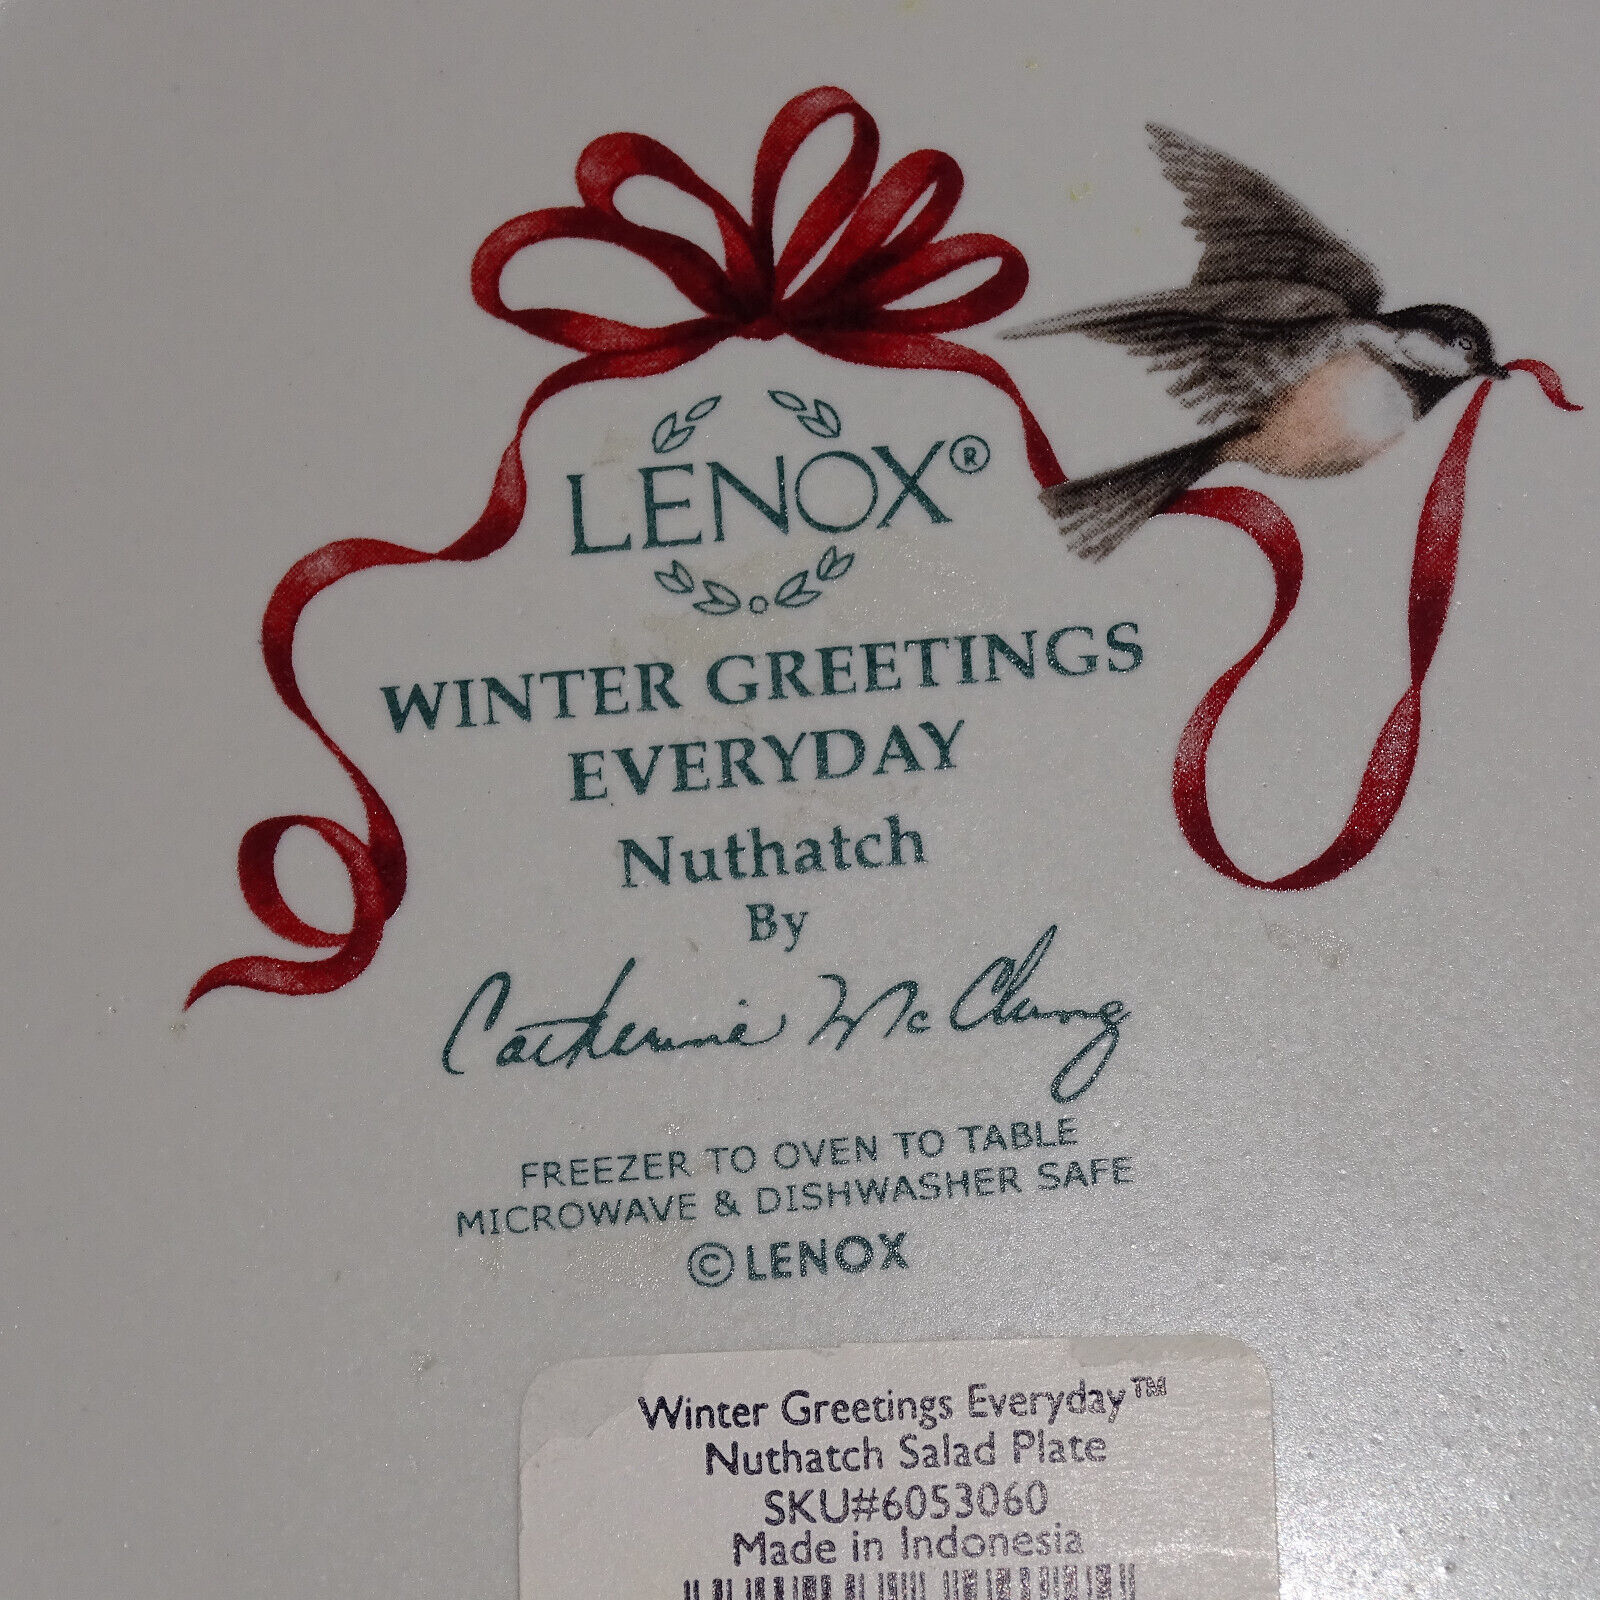 LENOX®
WINTER GREETINGS
EVERYDAY
Nuthatch
By
Catherine McClung
FREEZER TO OVEN TO TABLE
MICROWAVE & DISHWASHER SAFE
©LENOX
Winter Greetings Everyday™
Nuthatch Salad Plate
SKU#6053060
Made in Indonesia